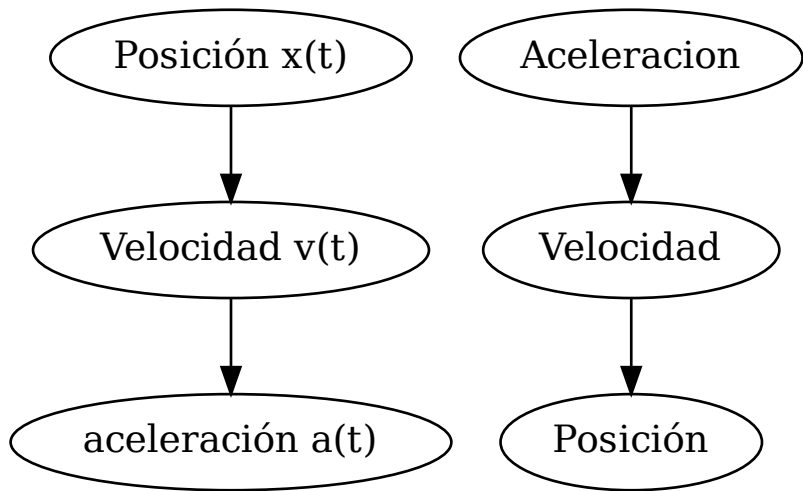 Posición x(t)
Velocidad v(t)
aceleración a(t)
Aceleracion
Velocidad
Posición